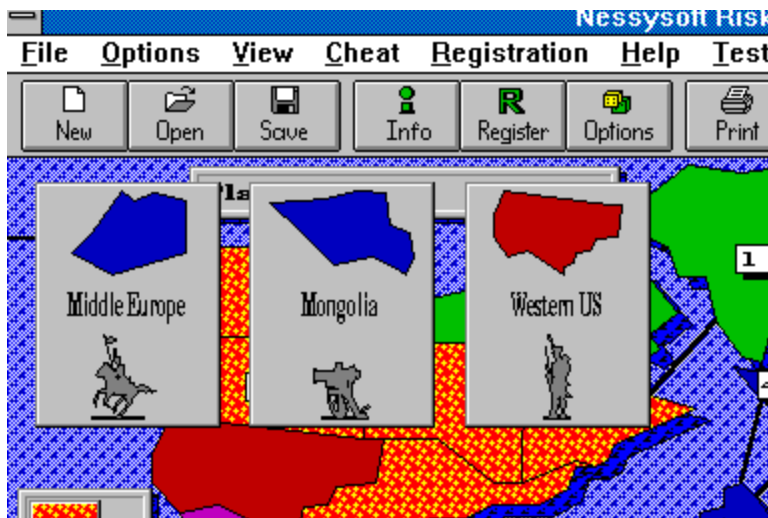 Nessysoft Risk
File Options View Cheat Registration Help Test
New Open Save Info Register Options Print
Pla
Middle Europe Mongolia Western US
1